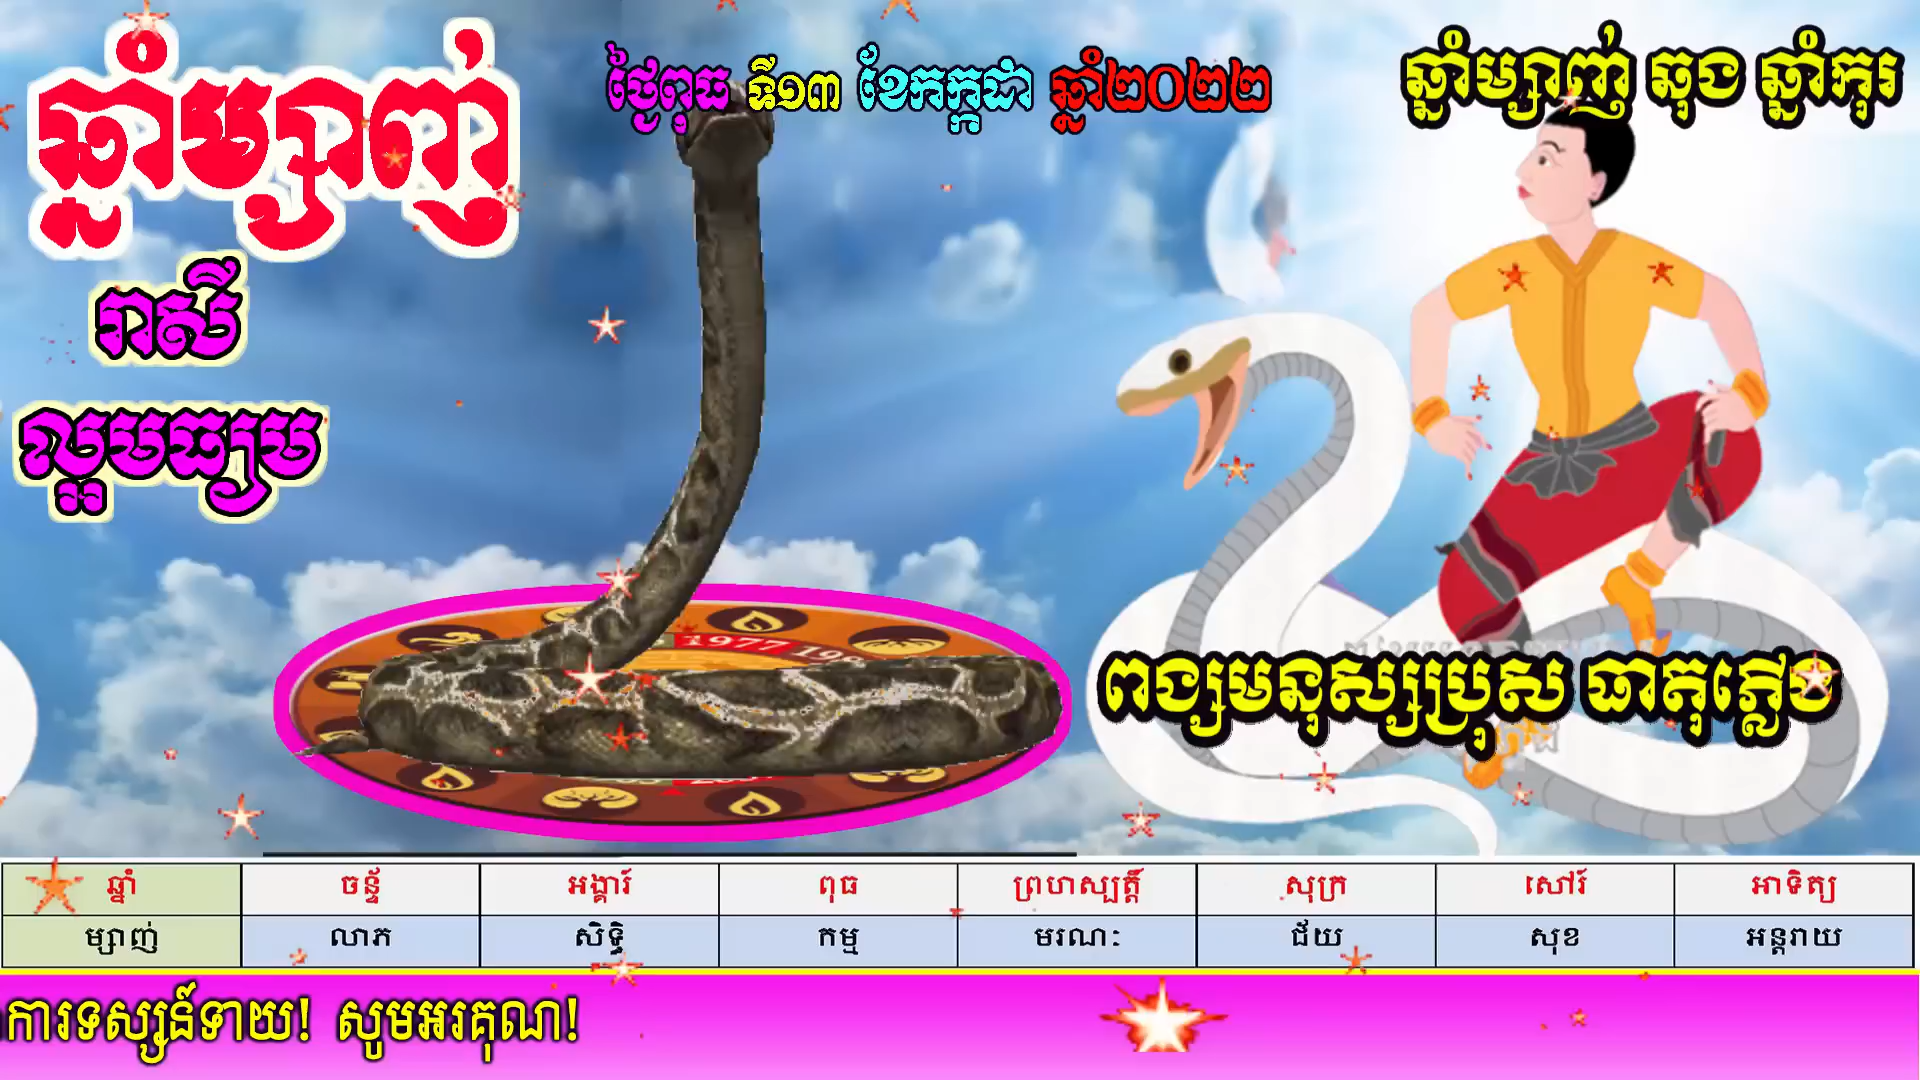 ឆ្នាំម្សាញ់
រាសី
ល្អមធ្យម
ថ្ងៃពុធ ទី១៣ ខែកក្កដា ឆ្នាំ២០២២
ឆ្នាំម្សាញ់ ឆុង ឆ្នាំកុរ
1977
ពង្សមនុស្សប្រុស ធាតុភ្លើង
ឆ្នាំ ចន្ទ័ អង្គារ៍ ពុធ ព្រហស្បត្តិ៍ សុក្រ សៅរ៍ អាទិត្យ
ម្សាញ់ លាភ សិទ្ធិ កម្ម មរណៈ ជ័យ សុខ អន្តរាយ
ការទស្សន៍ទាយ! សូមអរគុណ!